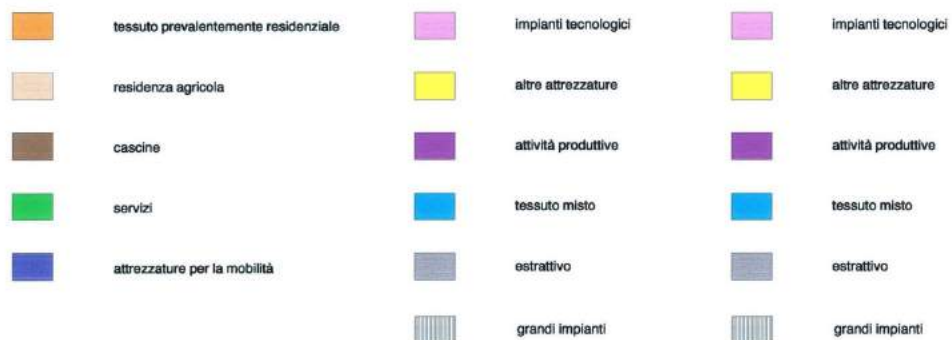 tessuto prevalentemente residenziale
residenza agricola
cascine
servizi
attrezzature per la mobilità
impianti tecnologici
altre attrezzature
attività produttive
tessuto misto
estrattivo
grandi impianti
impianti tecnologici
altre attrezzature
attività produttive
tessuto misto
estrattivo
grandi impianti